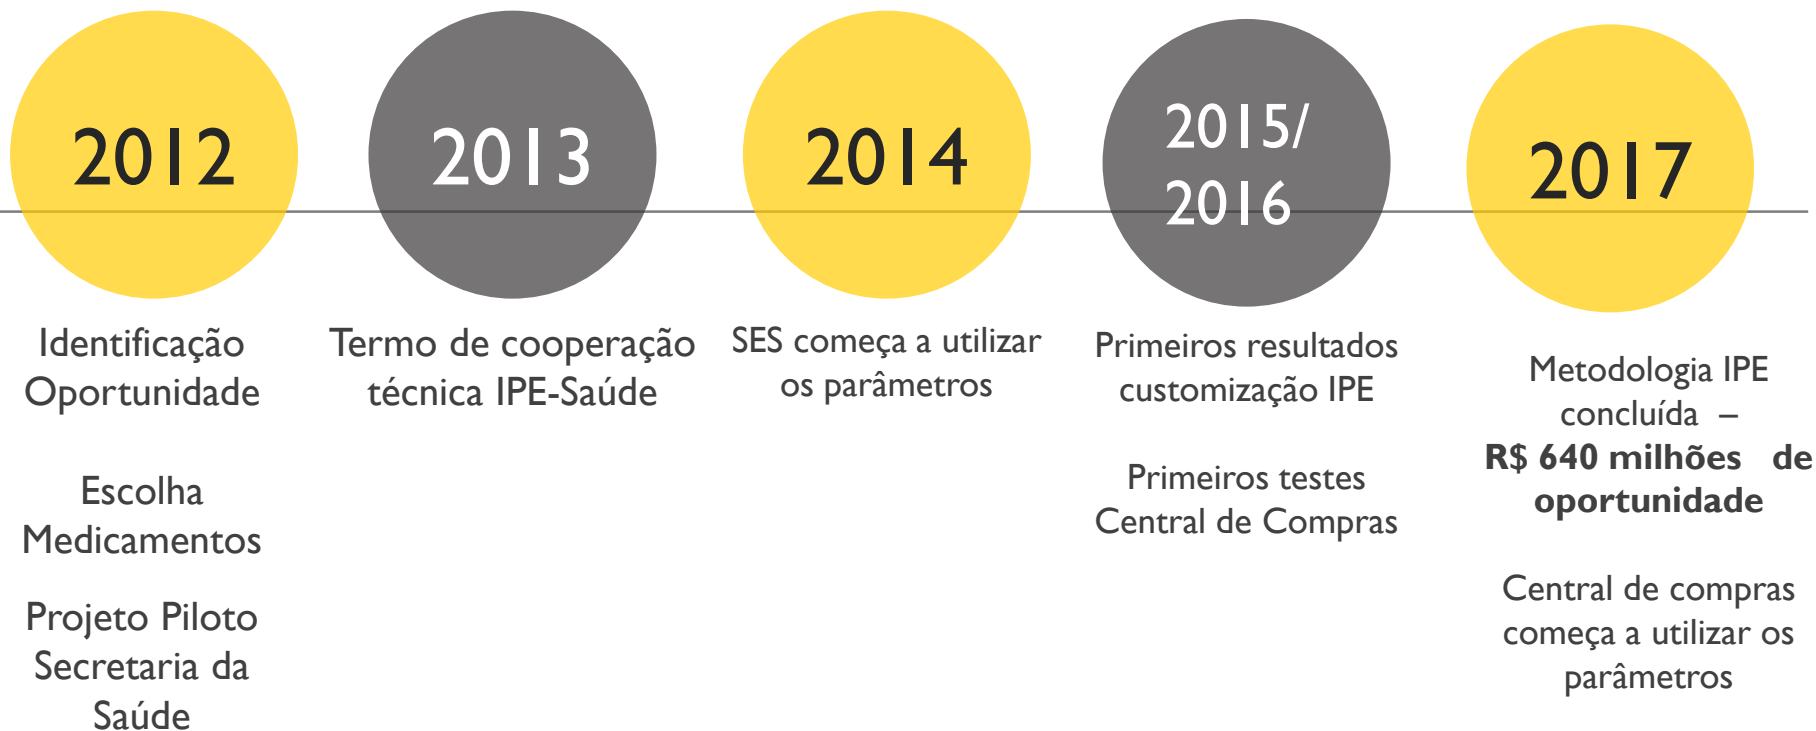 2012
Identificação
Oportunidade
Escolha
Medicamentos
Projeto Piloto
Secretaria da
Saúde
2013
Termo de cooperação
técnica IPE-Saúde
2014
SES começa a utilizar
os parâmetros
2015/
2016
Primeiros resultados
customização IPE
Primeiros testes
Central de Compras
2017
Metodologia IPE
concluída –
R$ 640 milhões de
oportunidade
Central de compras
começa a utilizar os
parâmetros